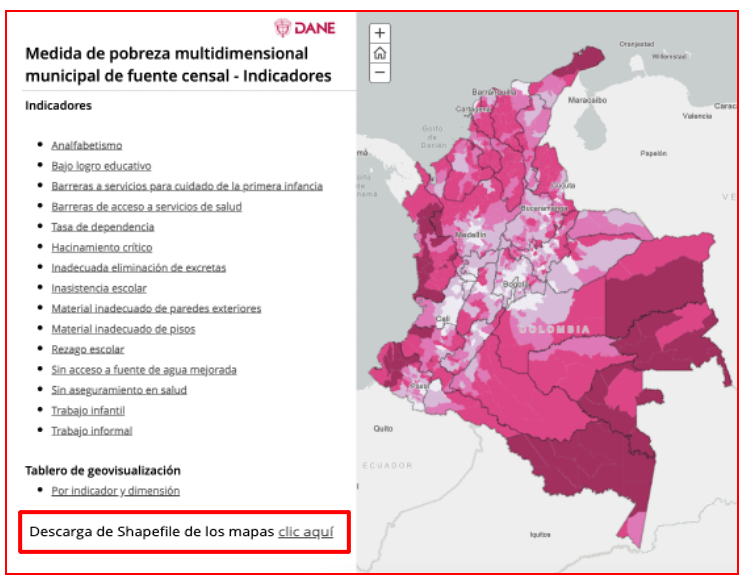 DANE
Medida de pobreza multidimensional
municipal de fuente censal - Indicadores
Indicadores
Analfabetismo
Bajo logro educativo
Barreras a servicios para cuidado de la primera infancia
Barreras de acceso a servicios de salud
Tasa de dependencia
Hacinamiento crítico
Inadecuada eliminación de excretas
Inasistencia escolar
Material inadecuado de paredes exteriores
Material inadecuado de pisos
Rezago escolar
Sin acceso a fuente de agua mejorada
Sin aseguramiento en salud
Trabajo infantil
Trabajo informal
Tablero de geovisualización
Por indicador y dimensión
Descarga de Shapefile de los mapas clic aquí
+
−
Oranjestad
Willemstad
Barranquilla
Maracaibo
Cartagena
Valencia
Carac
Golfo
de
Darién
Papelón
má
namá
Cúcuta
V E
Bucaramanga
Medellín
Bogotá
Cali
COLOMBIA
Pasto
Quito
ECUADOR
Iquitos